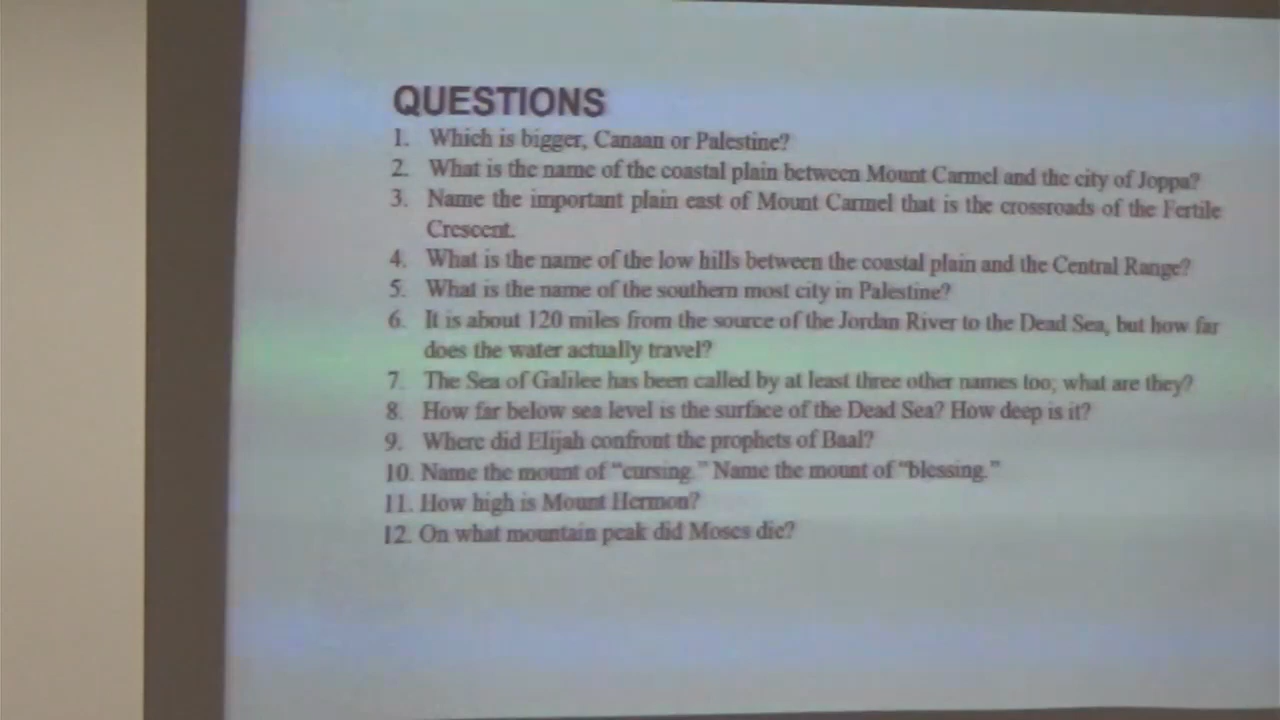 QUESTIONS
1. Which is bigger, Canaan or Palestine?
2. What is the name of the coastal plain between Mount Carmel and the city of Joppa?
3. Name the important plain east of Mount Carmel that is the crossroads of the Fertile
Crescent.
4. What is the name of the low hills between the coastal plain and the Central Range?
5. What is the name of the southern most city in Palestine?
6. It is about 120 miles from the source of the Jordan River to the Dead Sea, but how far
does the water actually travel?
7. The Sea of Galilee has been called by at least three other names too; what are they?
8. How far below sea level is the surface of the Dead Sea? How deep is it?
9. Where did Elijah confront the prophets of Baal?
10. Name the mount of “cursing.” Name the mount of “blessing.”
11. How high is Mount Hermon?
12. On what mountain peak did Moses die?